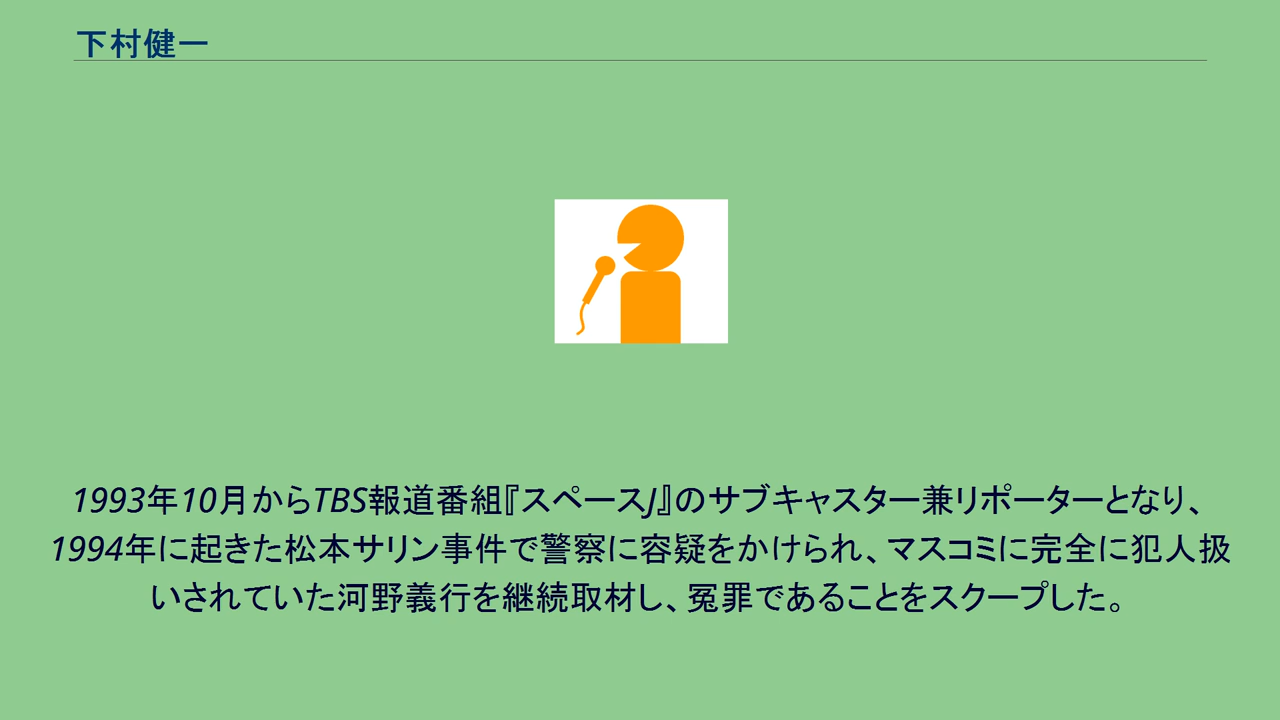 下村健一
1993年10月からTBS報道番組『スペースJ』のサブキャスター兼リポーターとなり、
1994年に起きた松本サリン事件で警察に容疑をかけられ、マスコミに完全に犯人扱
いされていた河野義行を継続取材し、冤罪であることをスクープした。